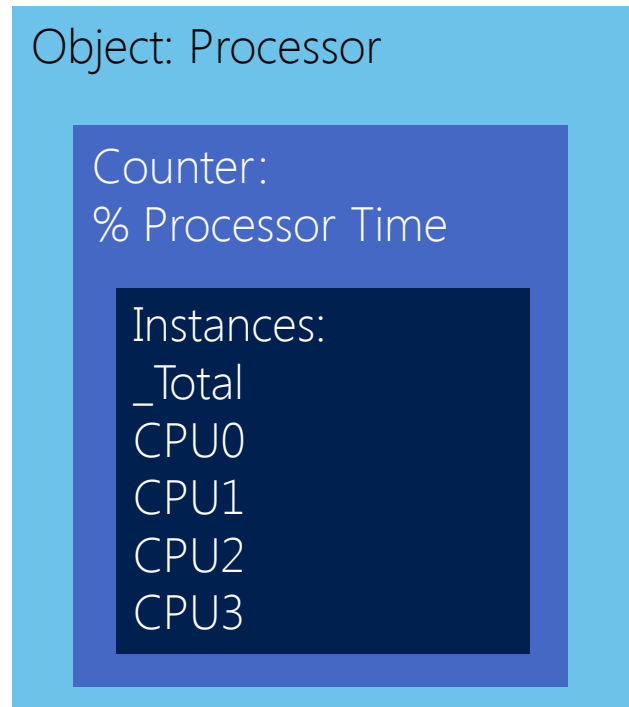 Object: Processor
Counter:
% Processor Time
Instances:
_Total
CPU0
CPU1
CPU2
CPU3